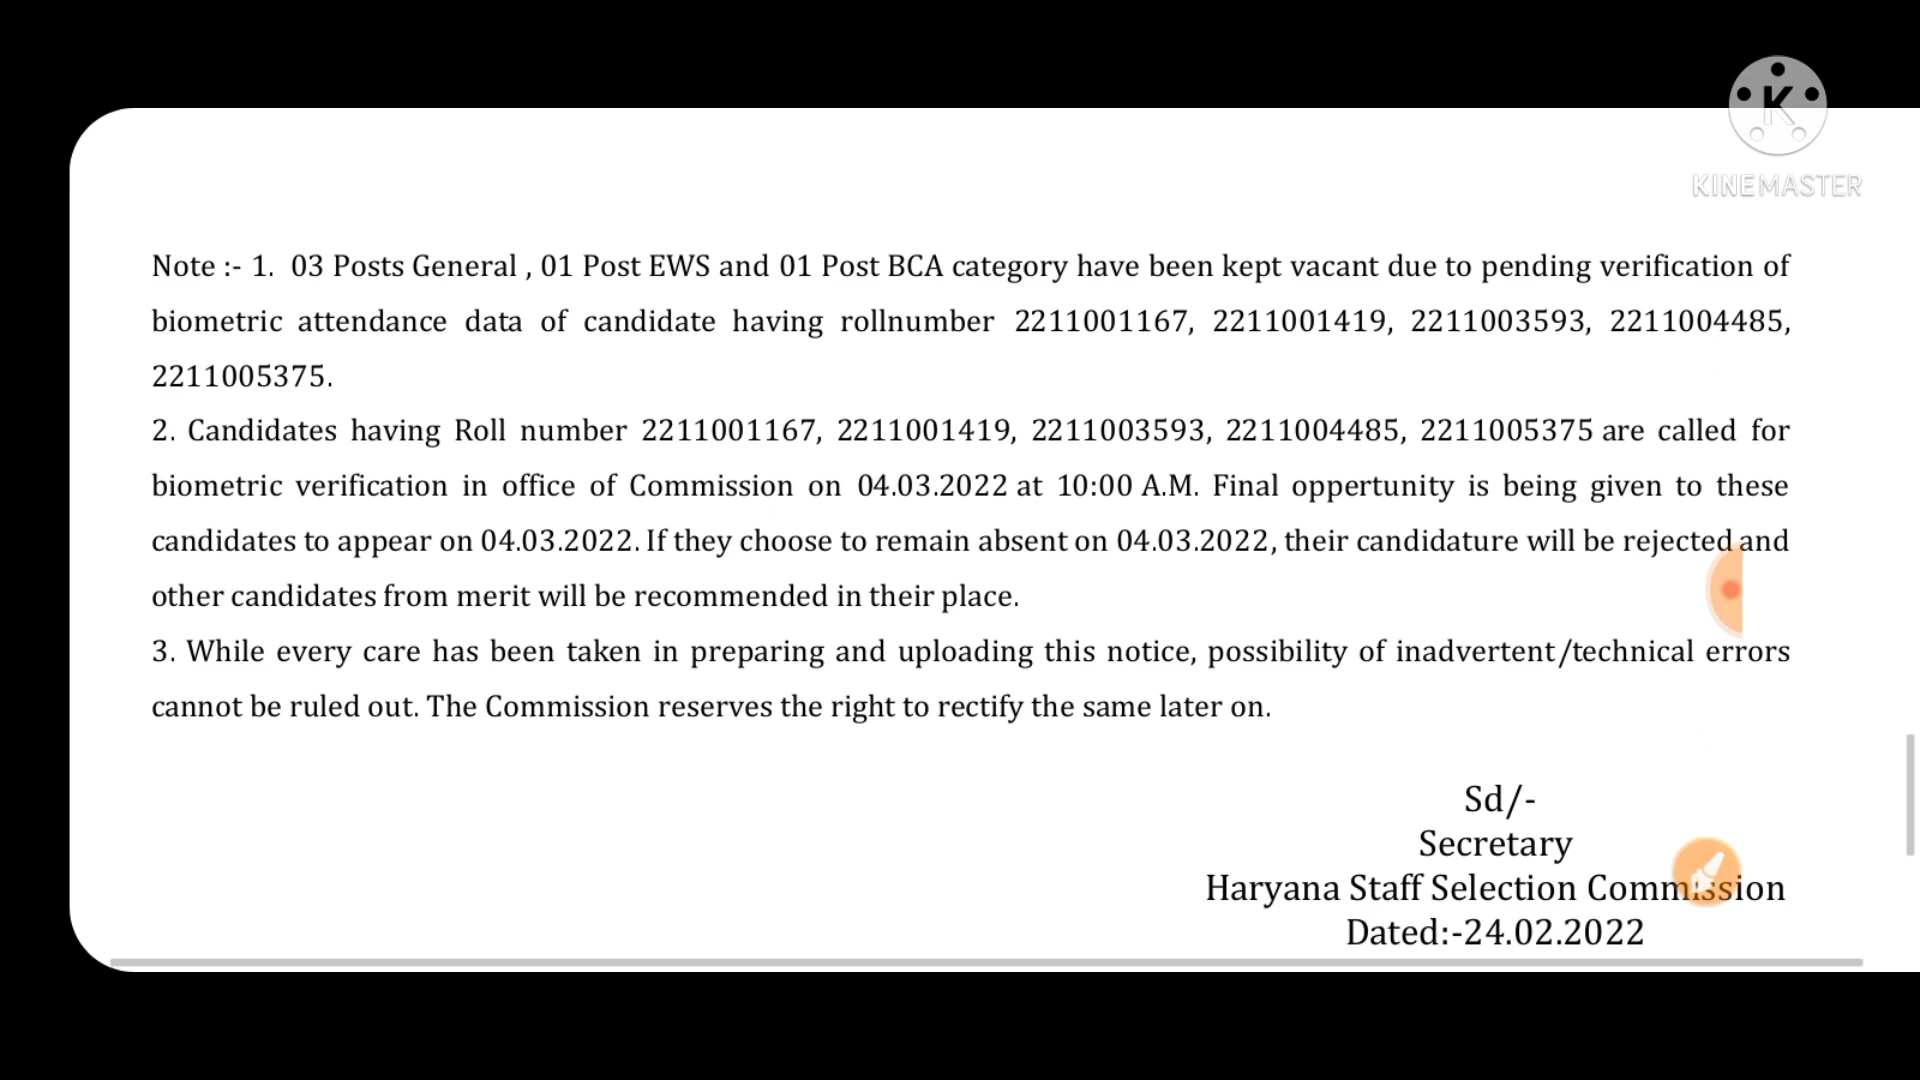 K
KINEMASTER
Note :- 1. 03 Posts General , 01 Post EWS and 01 Post BCA category have been kept vacant due to pending verification of
biometric attendance data of candidate having rollnumber 2211001167, 2211001419, 2211003593, 2211004485,
2211005375.
2. Candidates having Roll number 2211001167, 2211001419, 2211003593, 2211004485, 2211005375 are called for
biometric verification in office of Commission on 04.03.2022 at 10:00 A.M. Final oppertunity is being given to these
candidates to appear on 04.03.2022. If they choose to remain absent on 04.03.2022, their candidature will be rejected and
other candidates from merit will be recommended in their place.
3. While every care has been taken in preparing and uploading this notice, possibility of inadvertent/technical errors
cannot be ruled out. The Commission reserves the right to rectify the same later on.
Sd/-
Secretary
Haryana Staff Selection Commission
Dated:-24.02.2022